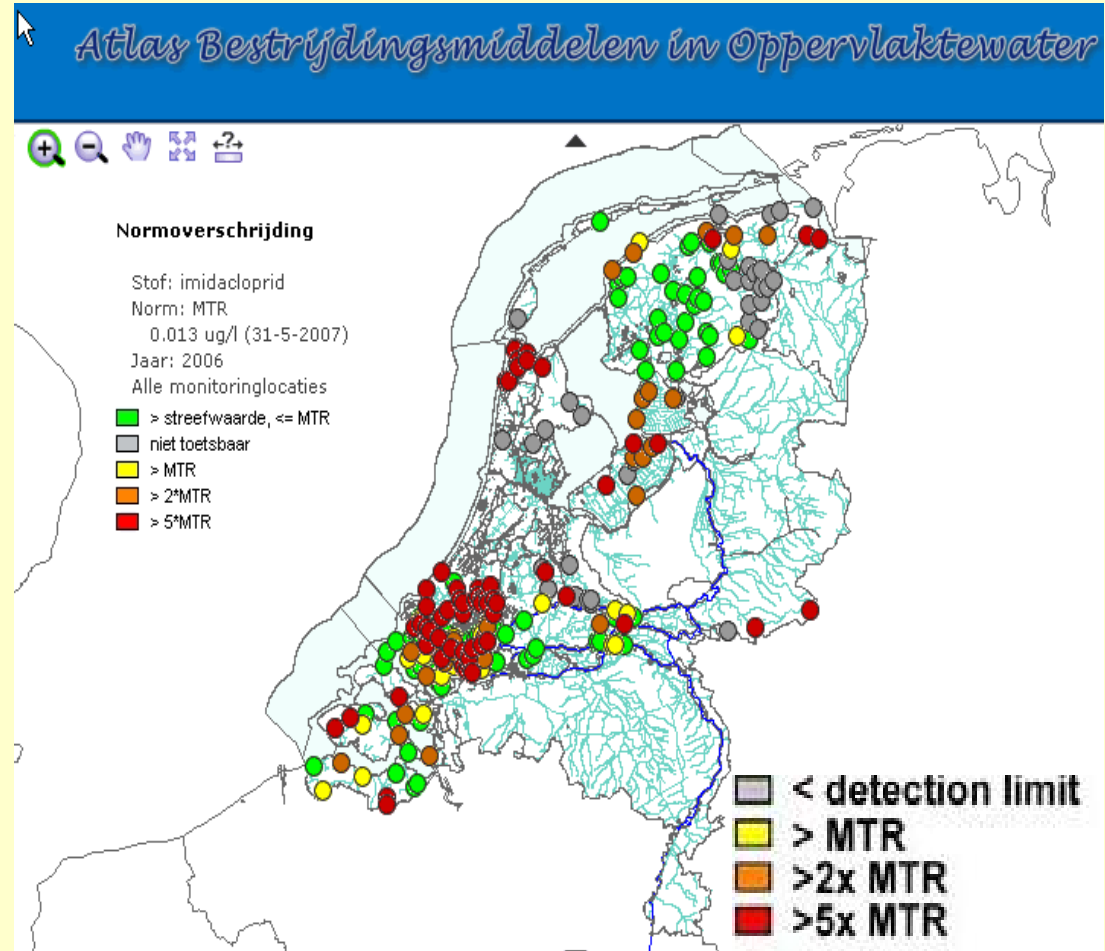 Atlas Bestrijdingsmiddelen in Oppervlaktewater
Normoverschrijding
Stof: imidacloprid
Norm: MTR
0.013 ug/l (31-5-2007)
Jaar: 2006
Alle monitoringlocaties
> streefwaarde, <= MTR
niet toetsbaar
> MTR
> 2*MTR
> 5*MTR
< detection limit
> MTR
>2x MTR
>5x MTR